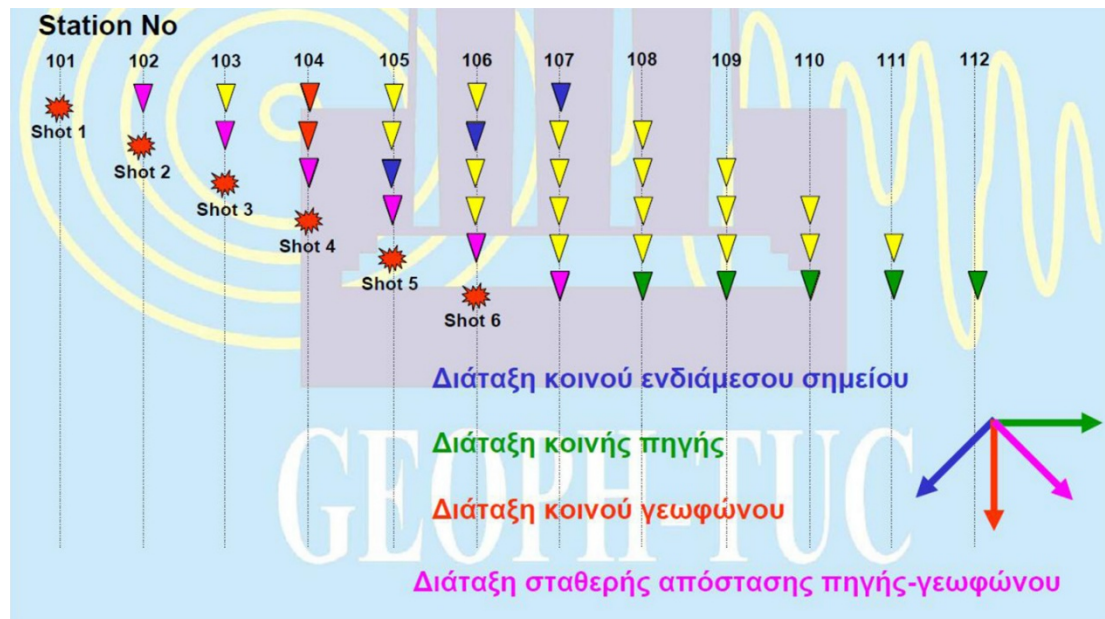 Station No
101 102 103 104 105 106 107 108 109 110 111 112
Shot 1
Shot 2
Shot 3
Shot 4
Shot 5
Shot 6
Διάταξη κοινού ενδιάμεσου σημείου
Διάταξη κοινής πηγής
GEOPH-TUC
Διάταξη κοινού γεωφώνου
Διάταξη σταθερής απόστασης πηγής-γεωφώνου